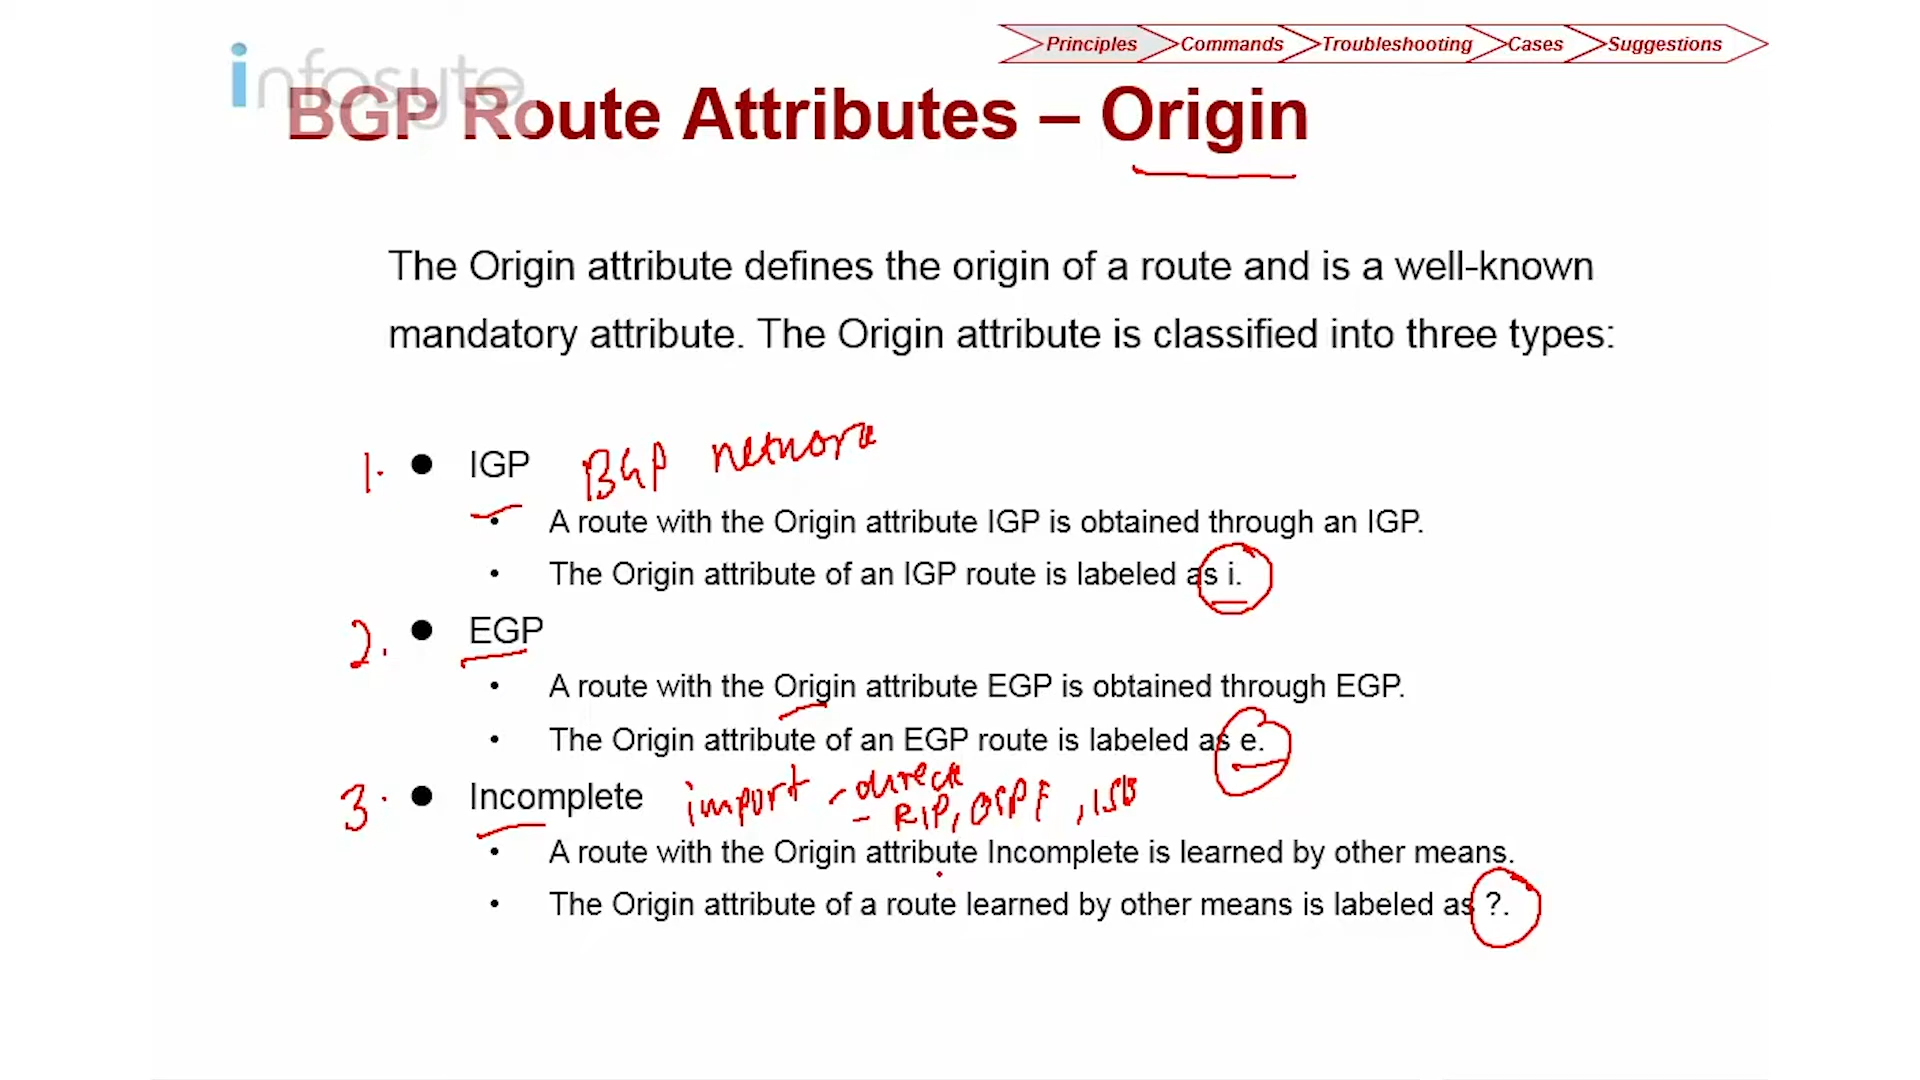 Principles Commands Troubleshooting Cases Suggestions
infosyte
BGP Route Attributes – Origin
The Origin attribute defines the origin of a route and is a well-known
mandatory attribute. The Origin attribute is classified into three types:
1. ● IGP BGP network
• A route with the Origin attribute IGP is obtained through an IGP.
• The Origin attribute of an IGP route is labeled as i.
2. ● EGP
• A route with the Origin attribute EGP is obtained through EGP.
• The Origin attribute of an EGP route is labeled as e.
3. ● Incomplete import - direct
- RIP, OSPF,
• A route with the Origin attribute Incomplete is learned by other means.
• The Origin attribute of a route learned by other means is labeled as ?.